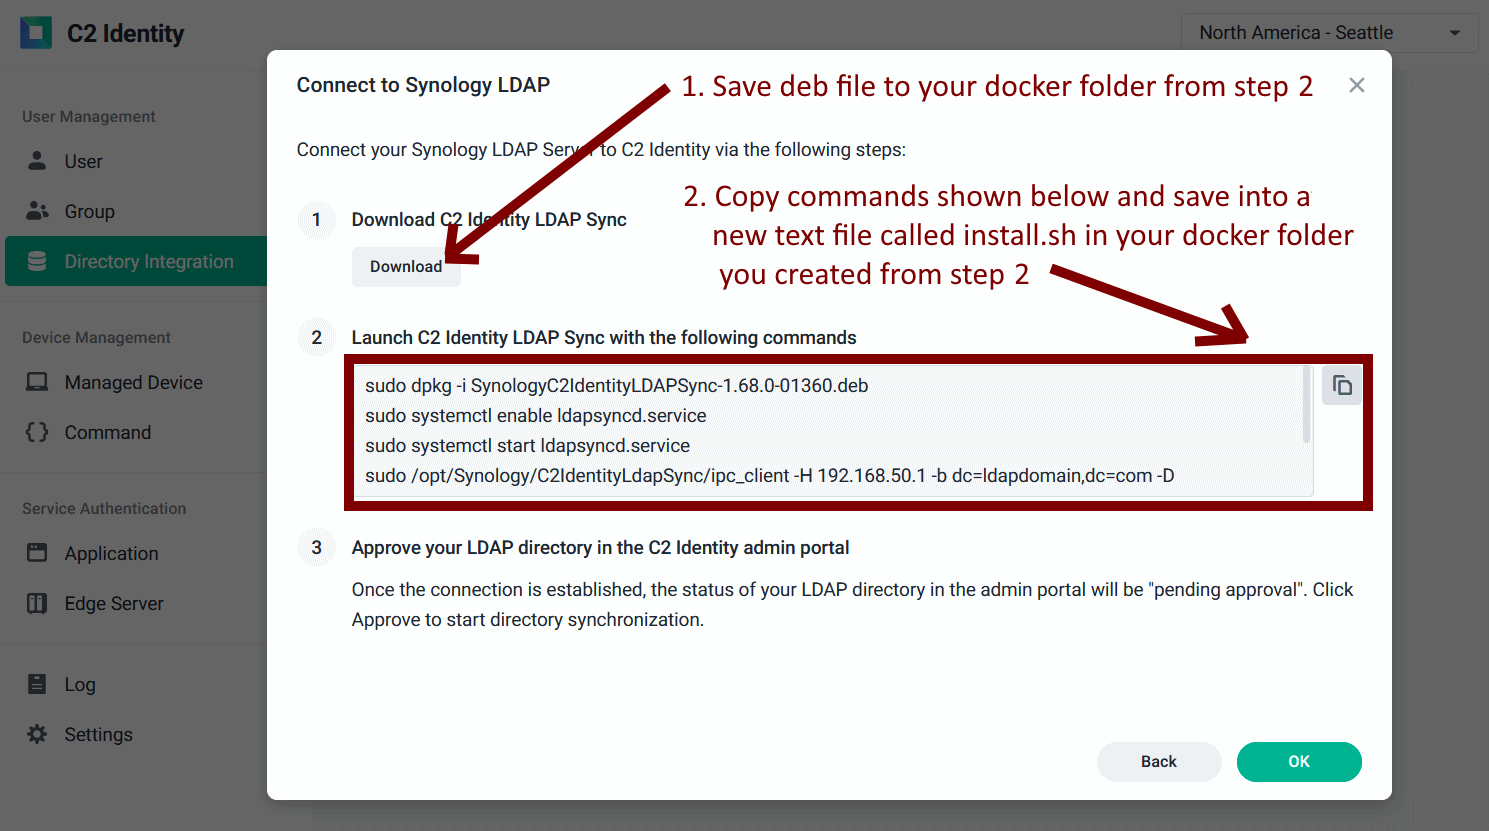 C2 Identity
North America - Seattle
User Management
User
Group
Directory Integration
Device Management
Managed Device
Command
Service Authentication
Application
Edge Server
Log
Settings
Connect to Synology LDAP
1. Save deb file to your docker folder from step 2
Connect your Synology LDAP Server to C2 Identity via the following steps:
2. Copy commands shown below and save into a
new text file called install.sh in your docker folder
you created from step 2
1 Download C2 Identity LDAP Sync
Download
2 Launch C2 Identity LDAP Sync with the following commands
sudo dpkg -i SynologyC2IdentityLDAPSync-1.68.0-01360.deb
sudo systemctl enable ldapsyncd.service
sudo systemctl start ldapsyncd.service
sudo /opt/Synology/C2IdentityLdapSync/ipc_client -H 192.168.50.1 -b dc=ldapdomain,dc=com -D
3 Approve your LDAP directory in the C2 Identity admin portal
Once the connection is established, the status of your LDAP directory in the admin portal will be "pending approval". Click
Approve to start directory synchronization.
Back
OK